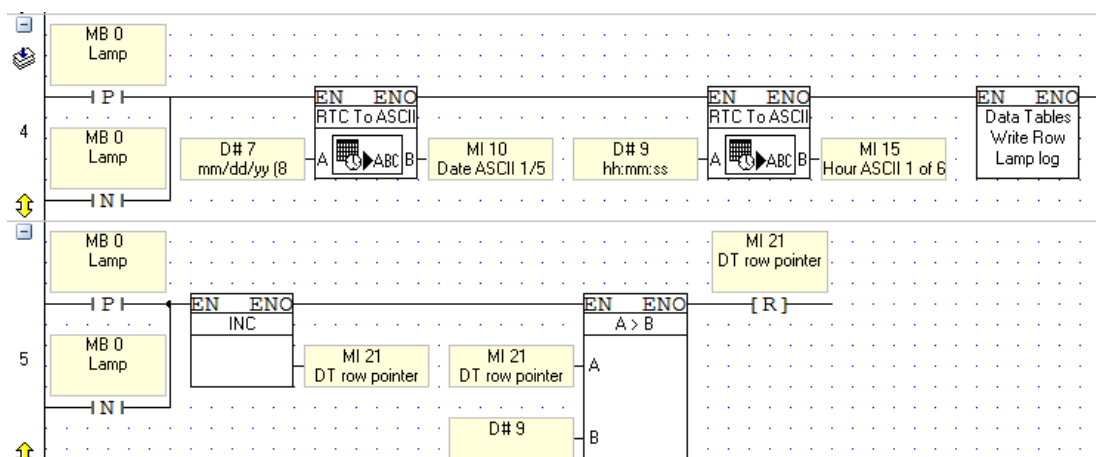 MB 0
Lamp
P
EN ENO
RTC To ASCII
EN ENO
RTC To ASCII
EN ENO
Data Tables
Write Row
Lamp log
4
MB 0
Lamp
D# 7
mm/dd/yy (8
A
ABC
B
MI 10
Date ASCII 1/5
D# 9
hh:mm:ss
A
ABC
B
MI 15
Hour ASCII 1 of 6
N
MB 0
Lamp
MI 21
DT row pointer
P
EN ENO
INC
EN ENO
A > B
R
5
MB 0
Lamp
MI 21
DT row pointer
MI 21
DT row pointer
A
N
D# 9
B